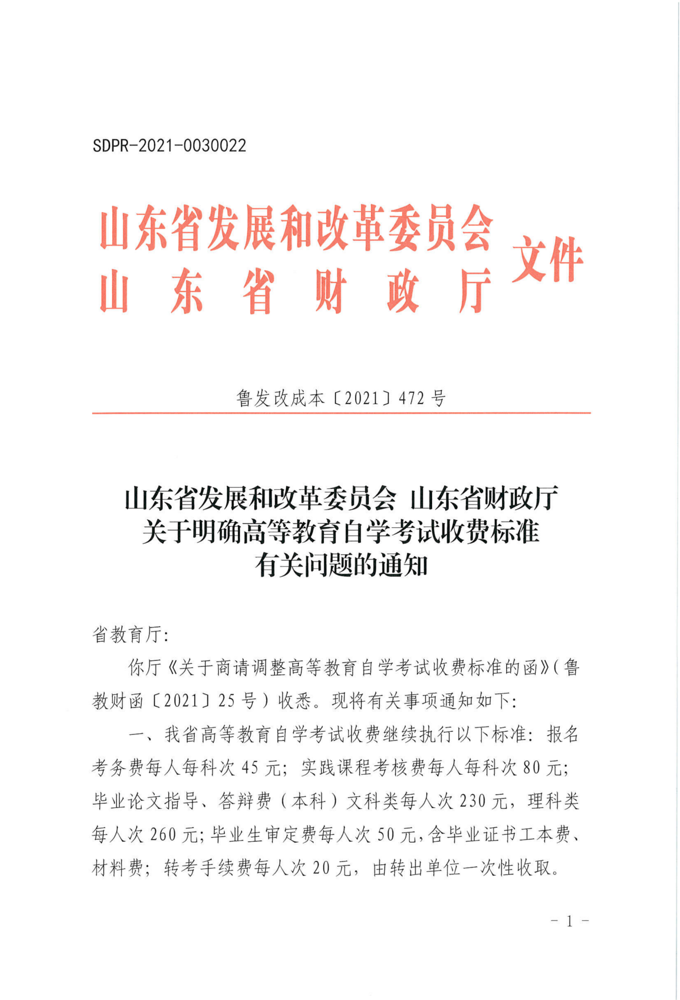 SDPR-2021-0030022
山东省发展和改革委员会
山东省财政厅
文件
鲁发改成本〔2021〕472 号
山东省发展和改革委员会 山东省财政厅
关于明确高等教育自学考试收费标准
有关问题的通知
省教育厅:
你厅《关于商请调整高等教育自学考试收费标准的函》(鲁
教财函〔2021〕25 号)收悉。现将有关事项通知如下:
一、我省高等教育自学考试收费继续执行以下标准: 报名
考务费每人每科次 45 元; 实践课程考核费每人每科次 80 元;
毕业论文指导、答辩费(本科)文科类每人次 230 元, 理科类
每人次 260 元;毕业生审定费每人次 50 元,含毕业证书工本费、
材料费; 转考手续费每人次 20 元, 由转出单位一次性收取。
- 1 -